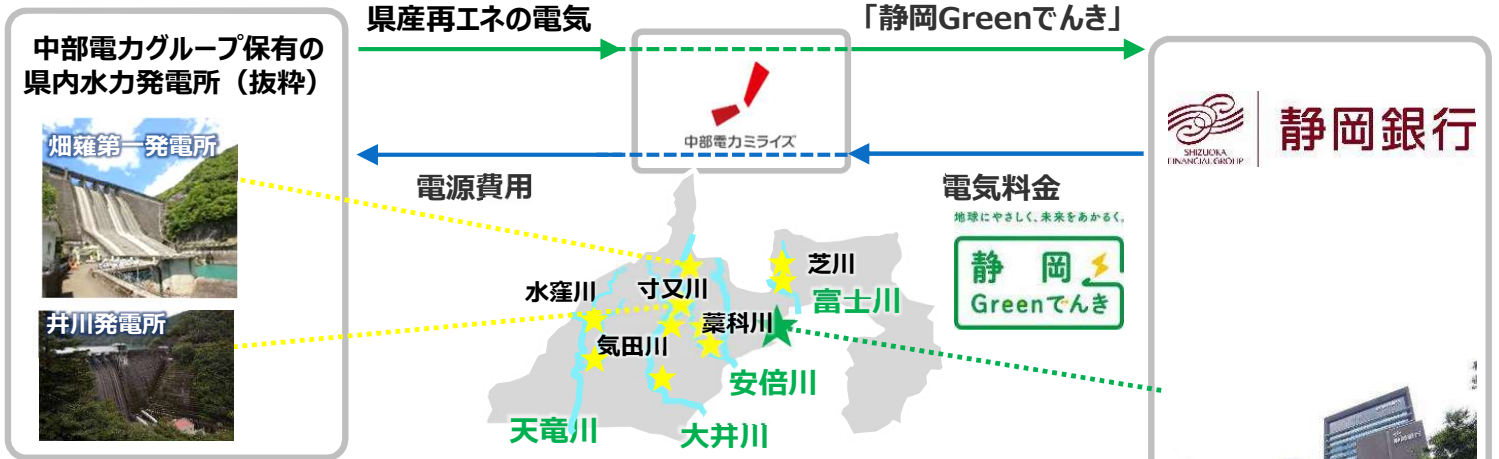 県産再エネの電気
「静岡Greenでんき」
中部電力グループ保有の
県内水力発電所（抜粋）
畑薙第一発電所
井川発電所
中部電力ミライズ
電源費用
電気料金
SHIZUOKA
FINANCIAL GROUP
静岡銀行
地球にやさしく、未来をあかるく。
静岡
Greenでんき
水窪川
寸又川
芝川
富士川
気田川
藁科川
安倍川
天竜川
大井川
静岡銀行